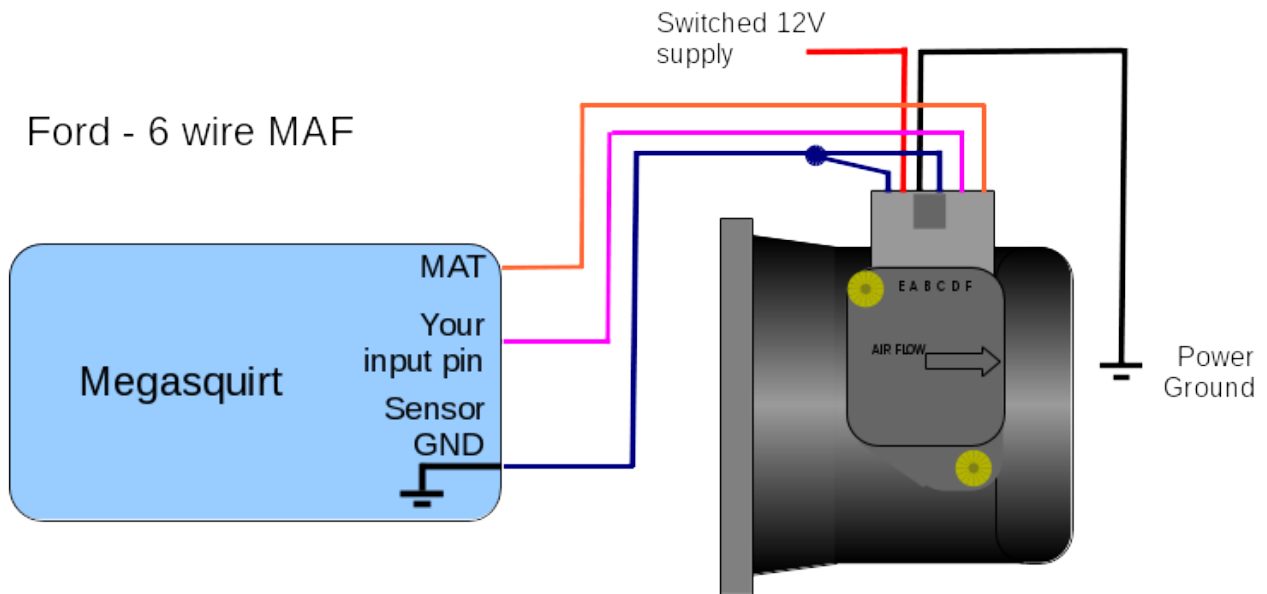 Switched 12V
supply
Ford - 6 wire MAF
MAT
Your
input pin
Megasquirt
Sensor
GND
E A B C D F
AIR FLOW
Power
Ground